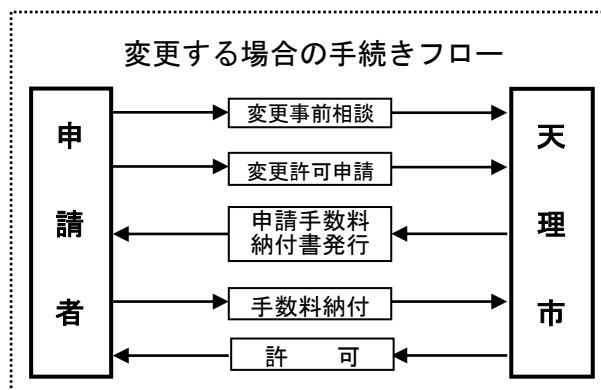 変更する場合の手続きフロー
申請者
変更事前相談
変更許可申請
申請手数料
納付書発行
手数料納付
許　　可
天理市